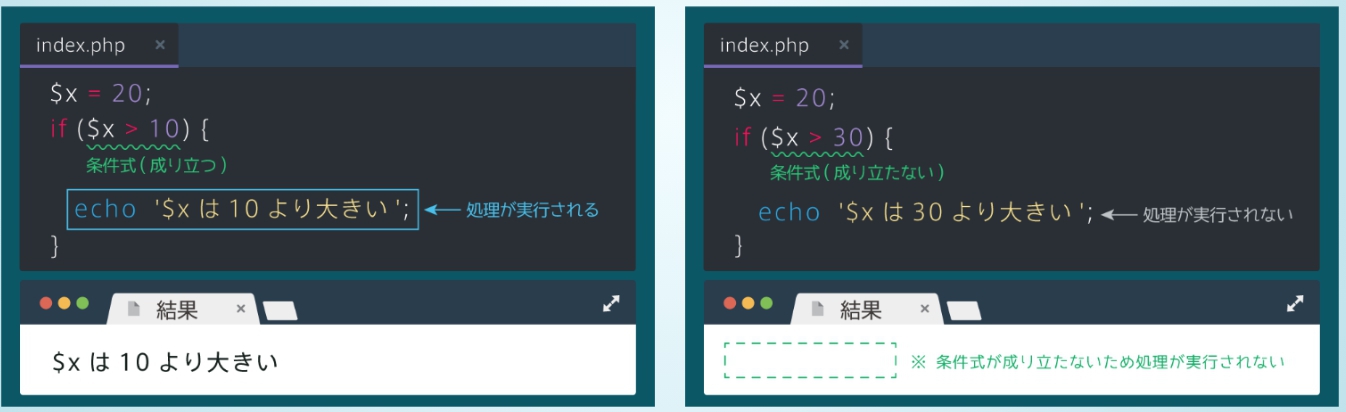 index.php ×
$x = 20;
if ($x > 10) {
条件式(成り立つ)
echo '$x は 10 より大きい'; ← 処理が実行される
}
結果 ×
$x は 10 より大きい
index.php ×
$x = 20;
if ($x > 30) {
条件式(成り立たない)
echo '$x は 30 より大きい'; ← 処理が実行されない
}
結果 ×
※ 条件式が成り立たないため処理が実行されない